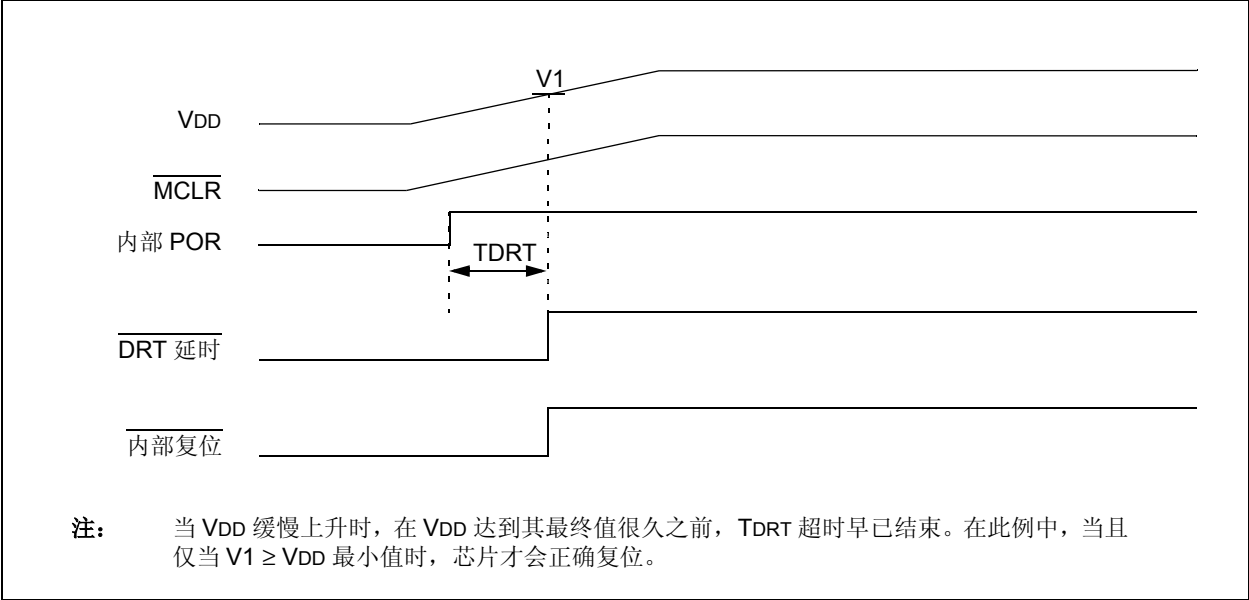 V1
VDD
MCLR
内部 POR
TDRT
DRT 延时
内部复位
注： 当 VDD 缓慢上升时，在 VDD 达到其最终值很久之前，TDRT 超时早已结束。在此例中，当且
仅当 V1 ≥ VDD 最小值时，芯片才会正确复位。